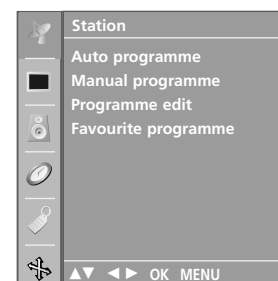 Station
Auto programme
Manual programme
Programme edit
Favourite programme
▲▼ ◄► OK MENU